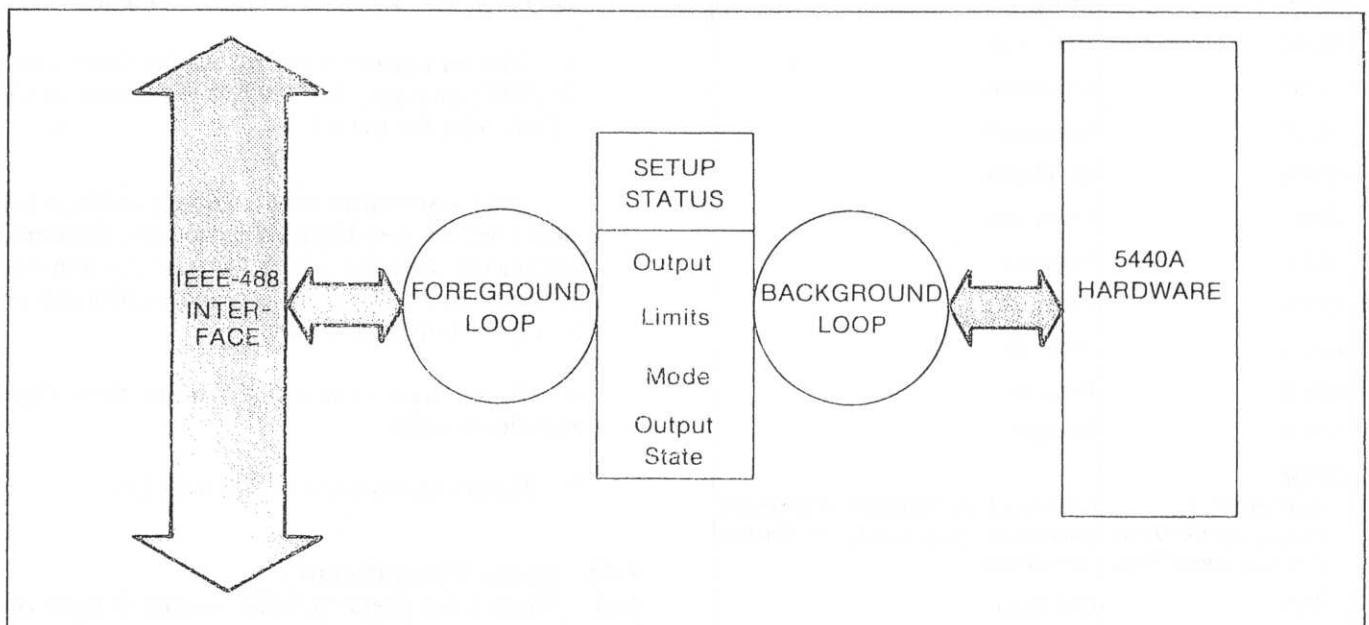 IEEE-488
INTER-
FACE
FOREGROUND
LOOP
SETUP
STATUS
Output
Limits
Mode
Output
State
BACKGROUND
LOOP
5440A
HARDWARE